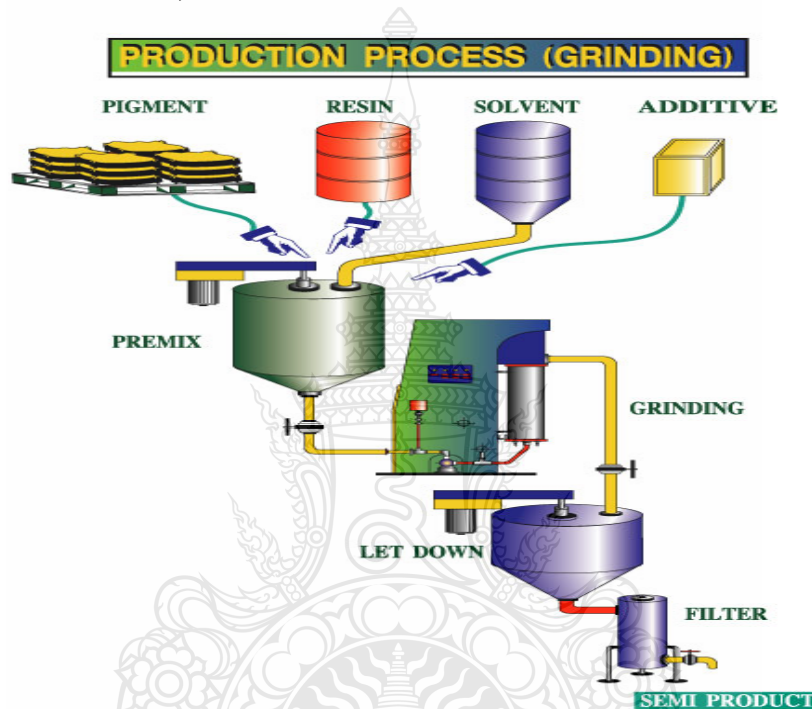 PRODUCTION PROCESS (GRINDING)
PIGMENT RESIN SOLVENT ADDITIVE
PREMIX
GRINDING
LET DOWN
FILTER
SEMI PRODUCT